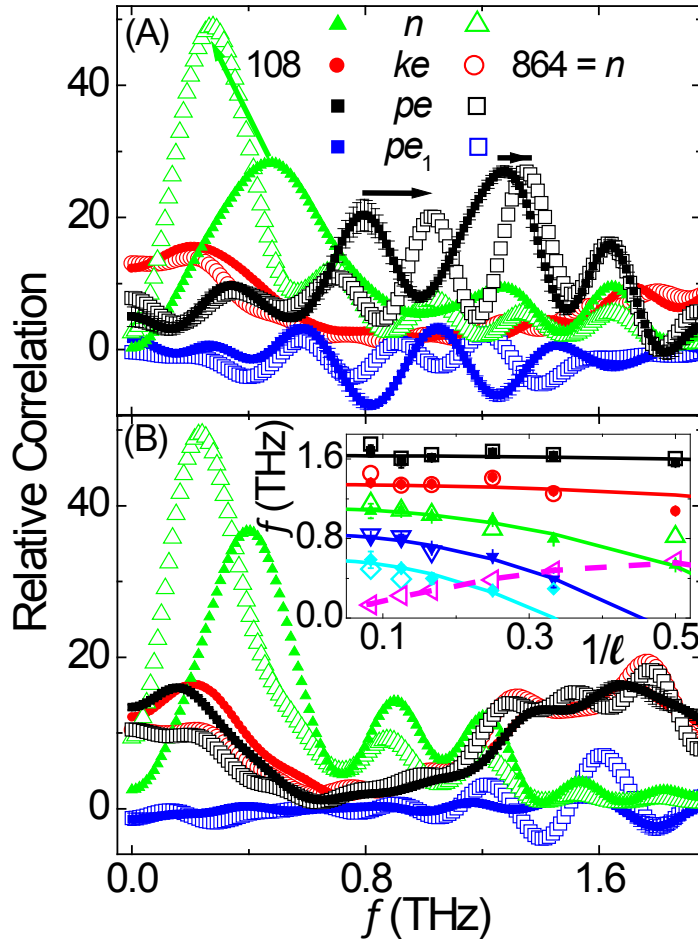 (A)
n
108 ke 864 = n
pe
pe₁
40
20
0
Relative Correlation
(B)
f (THz)
1.6
0.8
0.0
0.1 0.3 0.5
1/ℓ
40
20
0
0.0 0.8 1.6
f (THz)